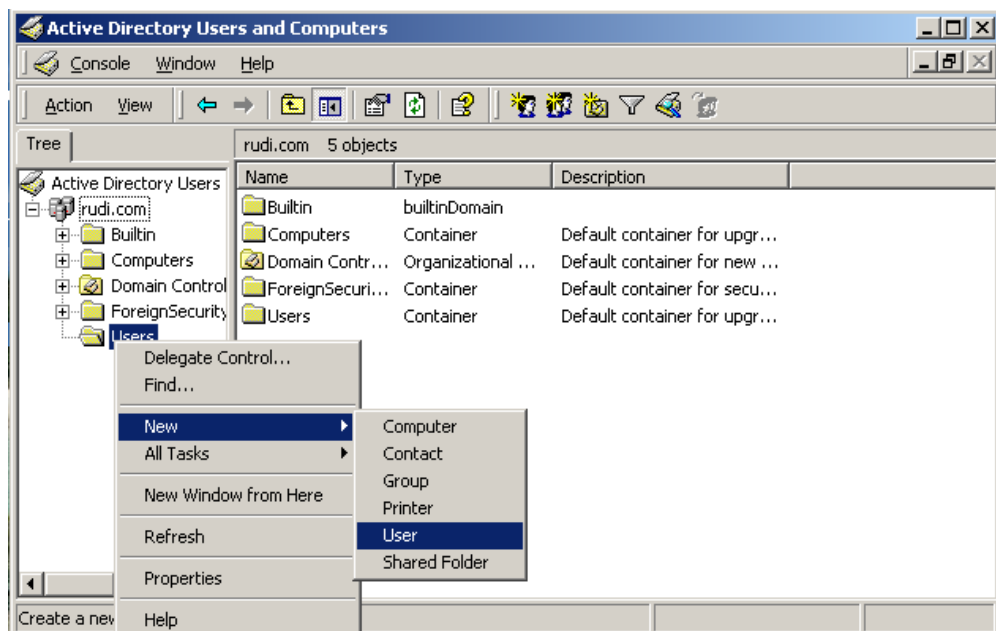 Active Directory Users and Computers
Console Window Help
Action View
Tree
rudi.com 5 objects
Active Directory Users
rudi.com
Builtin
Computers
Domain Control
ForeignSecurity
Users
Name Type Description
Builtin builtinDomain
Computers Container Default container for upgr...
Domain Contr... Organizational ... Default container for new ...
ForeignSecuri... Container Default container for secu...
Users Container Default container for upgr...
Delegate Control...
Find...
New
All Tasks
New Window from Here
Refresh
Properties
Help
Computer
Contact
Group
Printer
User
Shared Folder
Create a new